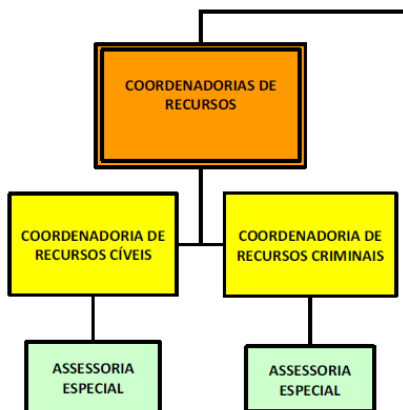 COORDENADORIAS DE
RECURSOS
COORDENADORIA DE
RECURSOS CÍVEIS
COORDENADORIA DE
RECURSOS CRIMINAIS
ASSESSORIA
ESPECIAL
ASSESSORIA
ESPECIAL